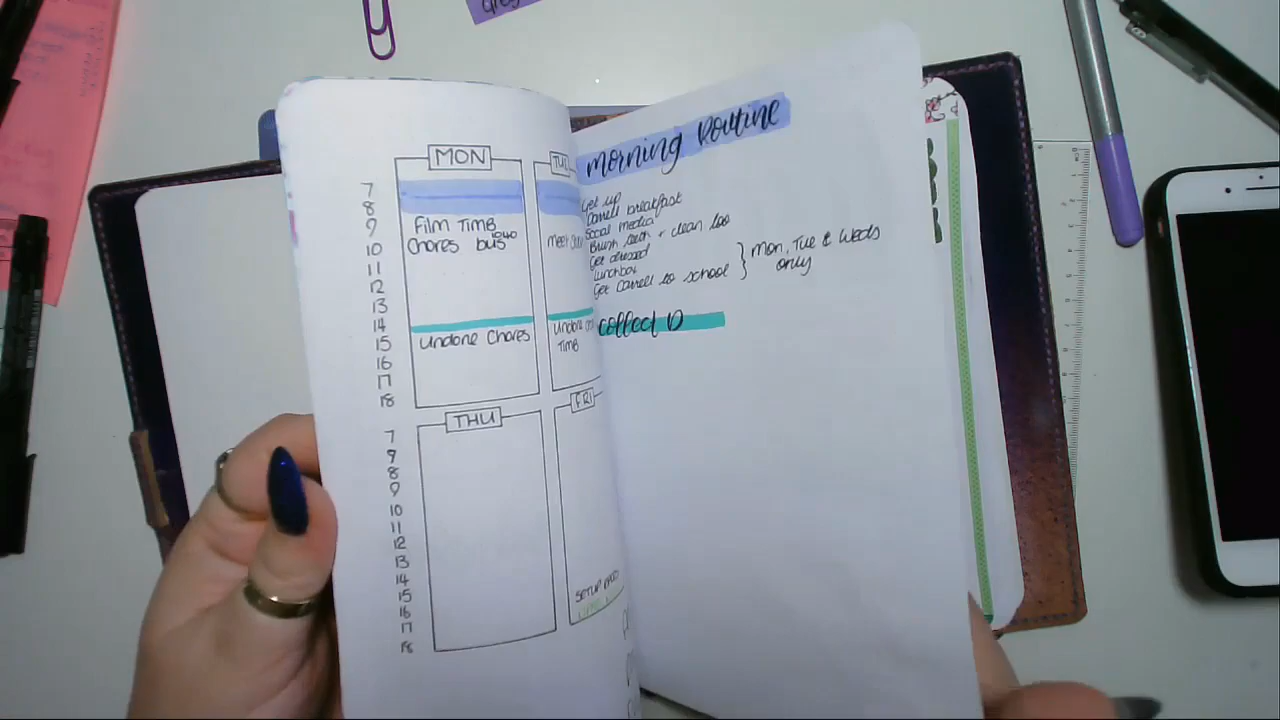 MON
7
8
9
10
11
12
13
14
15
16
17
18
Film Time
Chores bus 1040
undone Chores
TUE
undone
Time
THU
7
9
8
9
10
11
12
13
14
15
16
17
18
FRI
SETUP
morning Routine
Get up
breakfast
Social media
Brush teeth + clean loo
Get dressed
Lunchbox
Get to school
} Mon, Tue & Weds
only
collect D